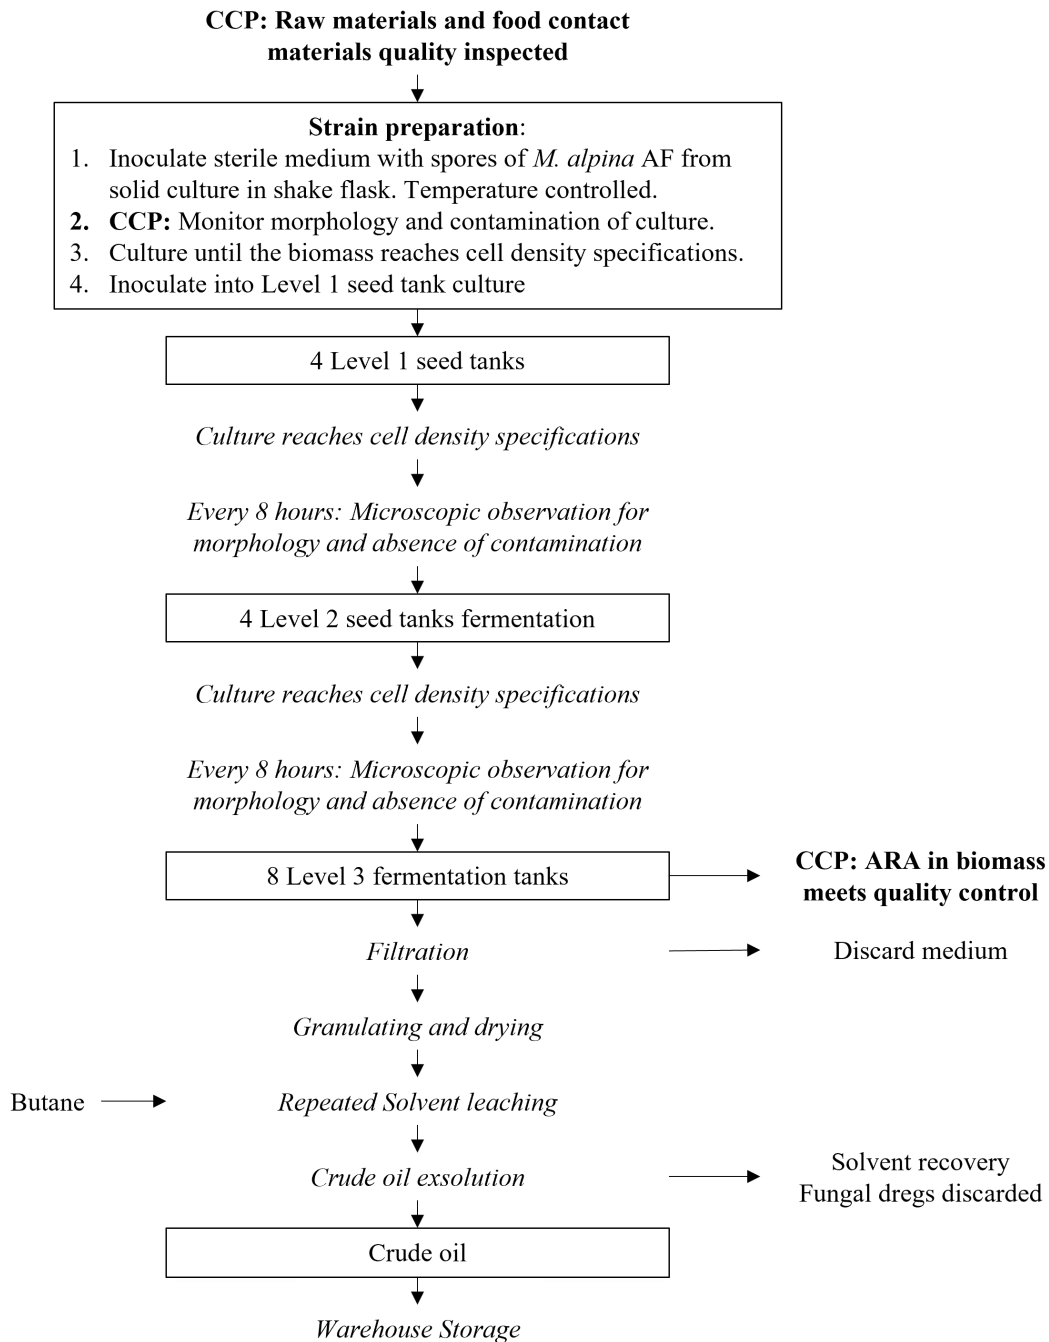 CCP: Raw materials and food contact
materials quality inspected
Strain preparation:
1. Inoculate sterile medium with spores of M. alpina AF from
solid culture in shake flask. Temperature controlled.
2. CCP: Monitor morphology and contamination of culture.
3. Culture until the biomass reaches cell density specifications.
4. Inoculate into Level 1 seed tank culture
4 Level 1 seed tanks
Culture reaches cell density specifications
Every 8 hours: Microscopic observation for
morphology and absence of contamination
4 Level 2 seed tanks fermentation
Culture reaches cell density specifications
Every 8 hours: Microscopic observation for
morphology and absence of contamination
8 Level 3 fermentation tanks
CCP: ARA in biomass
meets quality control
Filtration
Discard medium
Granulating and drying
Butane
Repeated Solvent leaching
Crude oil exsolution
Solvent recovery
Fungal dregs discarded
Crude oil
Warehouse Storage